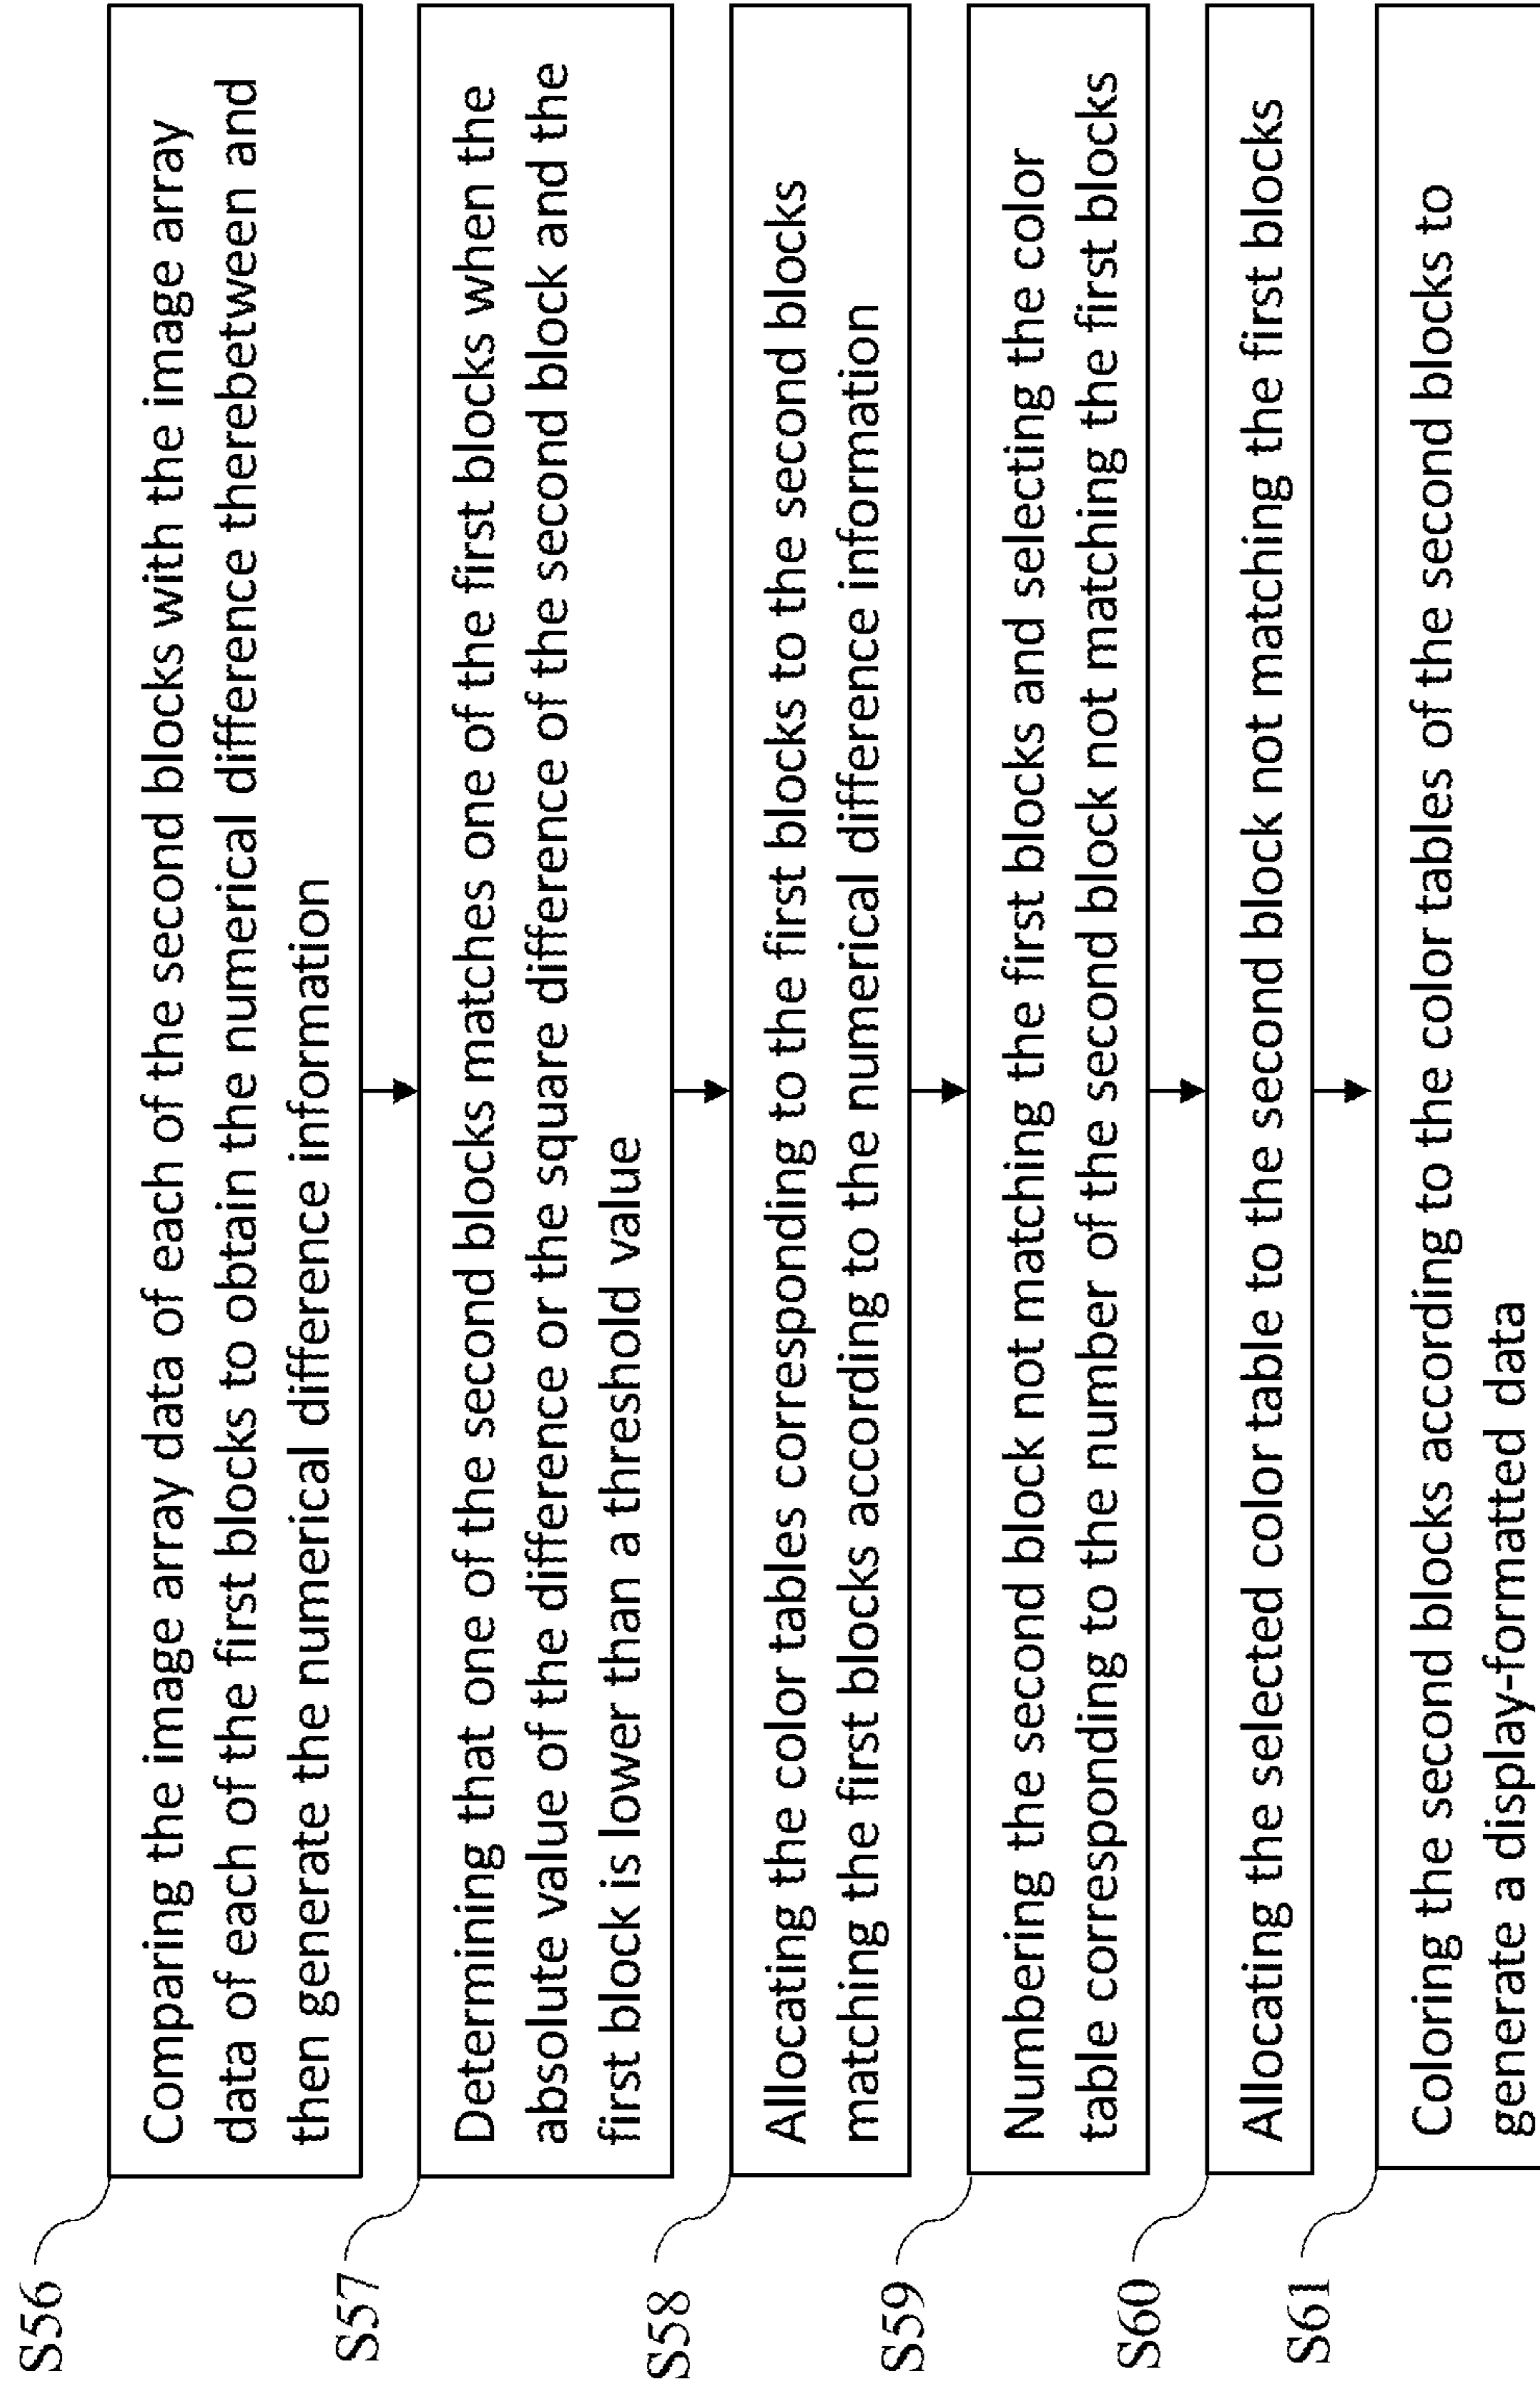 S56
Comparing the image array data of each of the second blocks with the image array
data of each of the first blocks to obtain the numerical difference therebetween and
then generate the numerical difference information
S57
Determining that one of the second blocks matches one of the first blocks when the
absolute value of the difference or the square difference of the second block and the
first block is lower than a threshold value
S58
Allocating the color tables corresponding to the first blocks to the second blocks
matching the first blocks according to the numerical difference information
S59
Numbering the second block not matching the first blocks and selecting the color
table corresponding to the number of the second block not matching the first blocks
S60
Allocating the selected color table to the second block not matching the first blocks
S61
Coloring the second blocks according to the color tables of the second blocks to
generate a display-formatted data